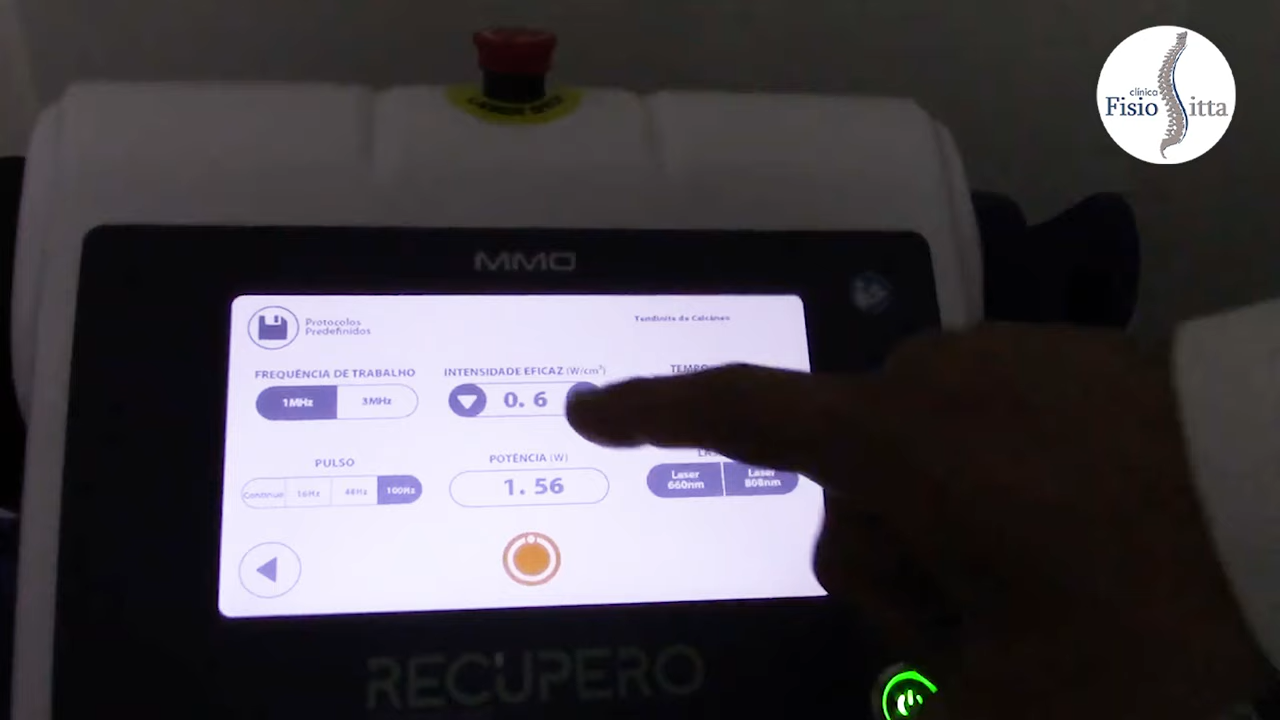 clínica
Fisio itta
MMO
Protocolos
Predefinidos
Tendinite de Calcâneo
FREQUÊNCIA DE TRABALHO
1MHz 3MHz
INTENSIDADE EFICAZ (W/cm²)
0.6
PULSO
Contínuo 16Hz 48Hz 100Hz
POTÊNCIA (W)
1.56
Laser
660nm
Laser
808nm
RECUPERO